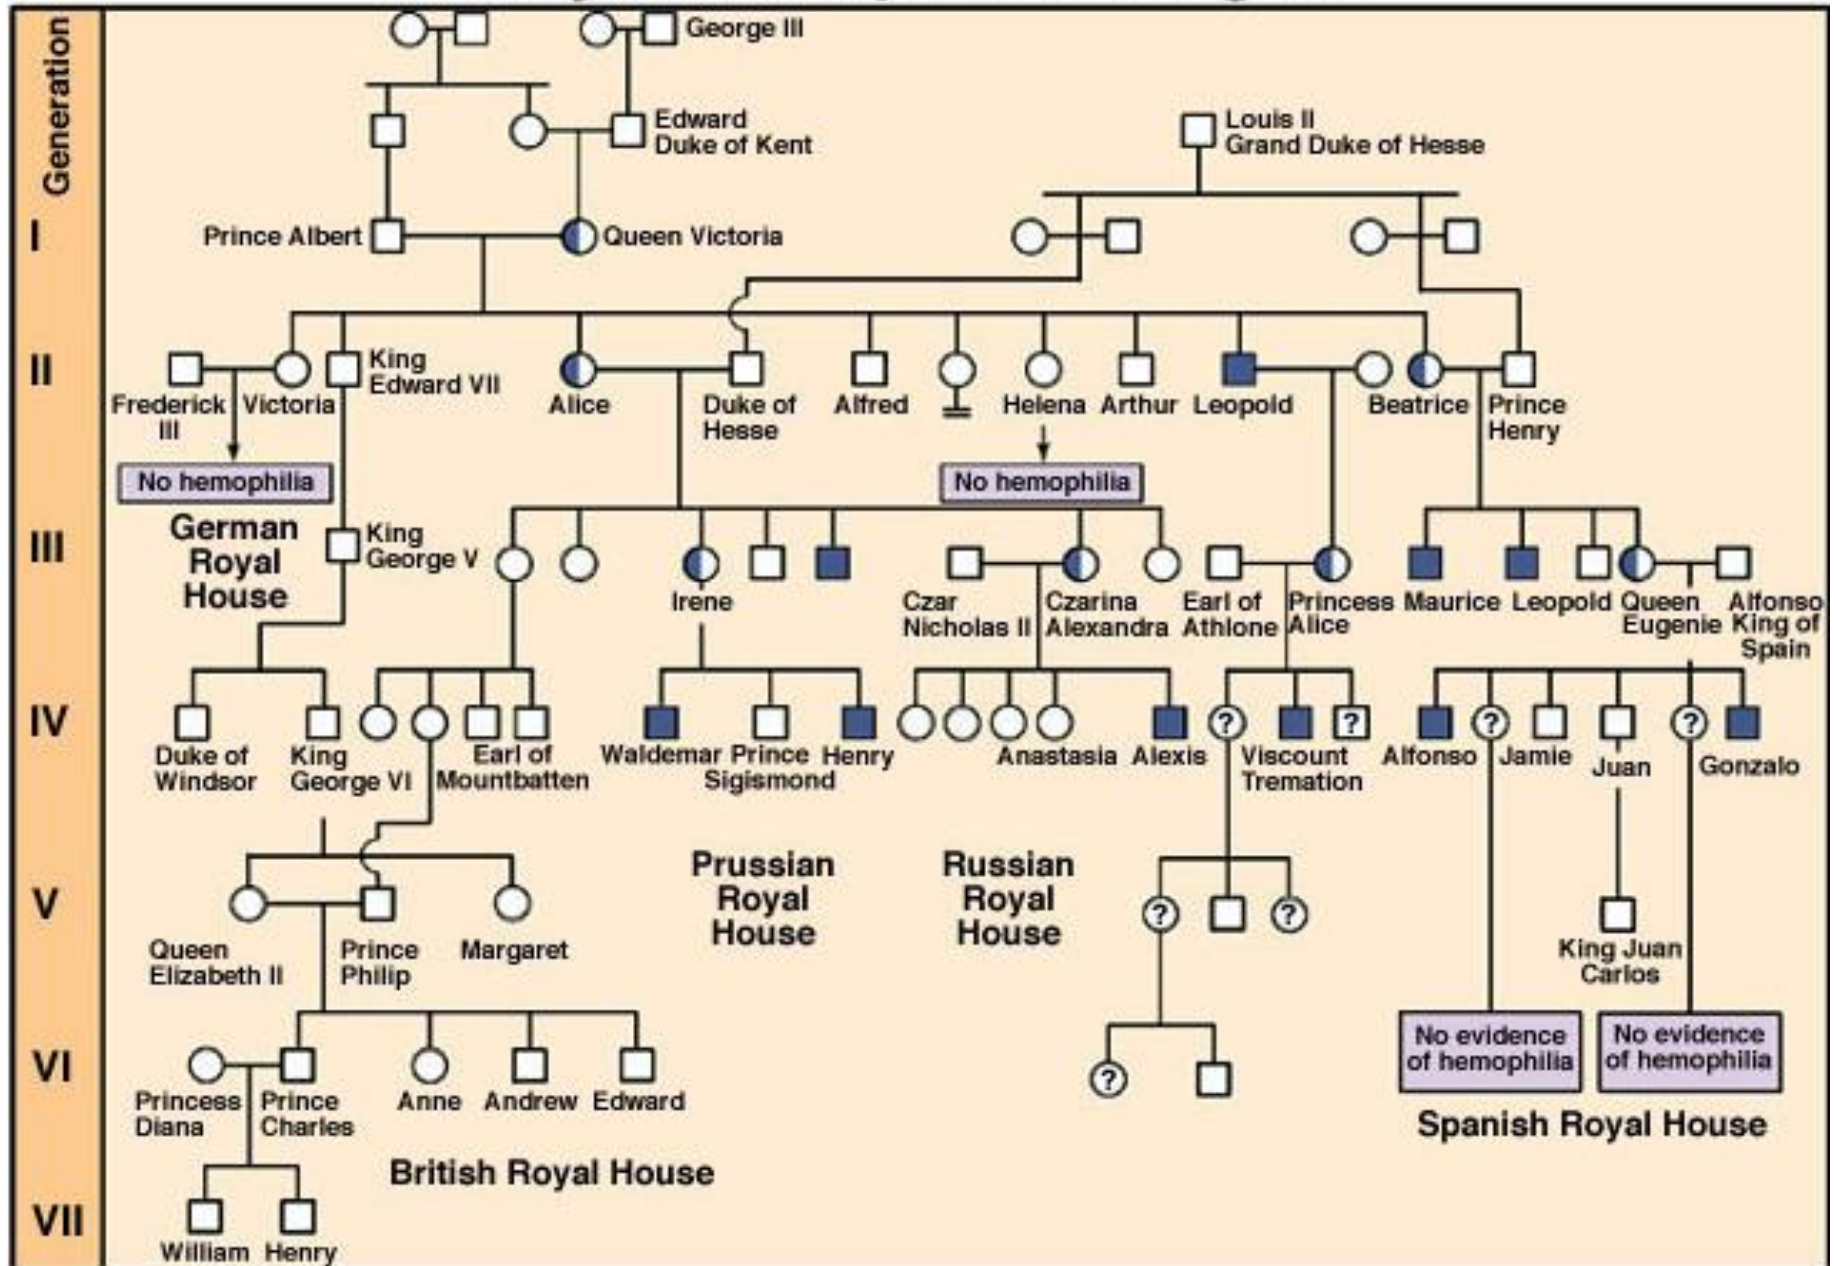 Generation
George III
Edward
Duke of Kent
Louis II
Grand Duke of Hesse
I
Prince Albert
Queen Victoria
II
King
Edward VII
Frederick
III
Victoria
Alice
Duke of
Hesse
Alfred
Helena
Arthur
Leopold
Beatrice
Prince
Henry
No hemophilia
No hemophilia
III
German
Royal
House
King
George V
Irene
Czar
Nicholas II
Czarina
Alexandra
Earl of
Athlone
Princess
Alice
Maurice
Leopold
Queen
Eugenie
Alfonso
King of
Spain
IV
?
?
?
?
Duke of
Windsor
King
George VI
Earl of
Mountbatten
Waldemar
Prince
Sigismond
Henry
Anastasia
Alexis
Viscount
Tremation
Alfonso
Jamie
Juan
Gonzalo
Prussian
Royal
House
Russian
Royal
House
V
?
?
Queen
Elizabeth II
Prince
Philip
Margaret
King Juan
Carlos
VI
?
No evidence
of hemophilia
No evidence
of hemophilia
Princess
Diana
Prince
Charles
Anne
Andrew
Edward
Spanish Royal House
British Royal House
VII
William
Henry